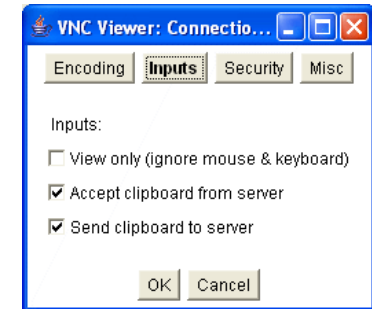 VNC Viewer: Connectio...
Encoding Inputs Security Misc
Inputs:
View only (ignore mouse & keyboard)
Accept clipboard from server
Send clipboard to server
OK Cancel